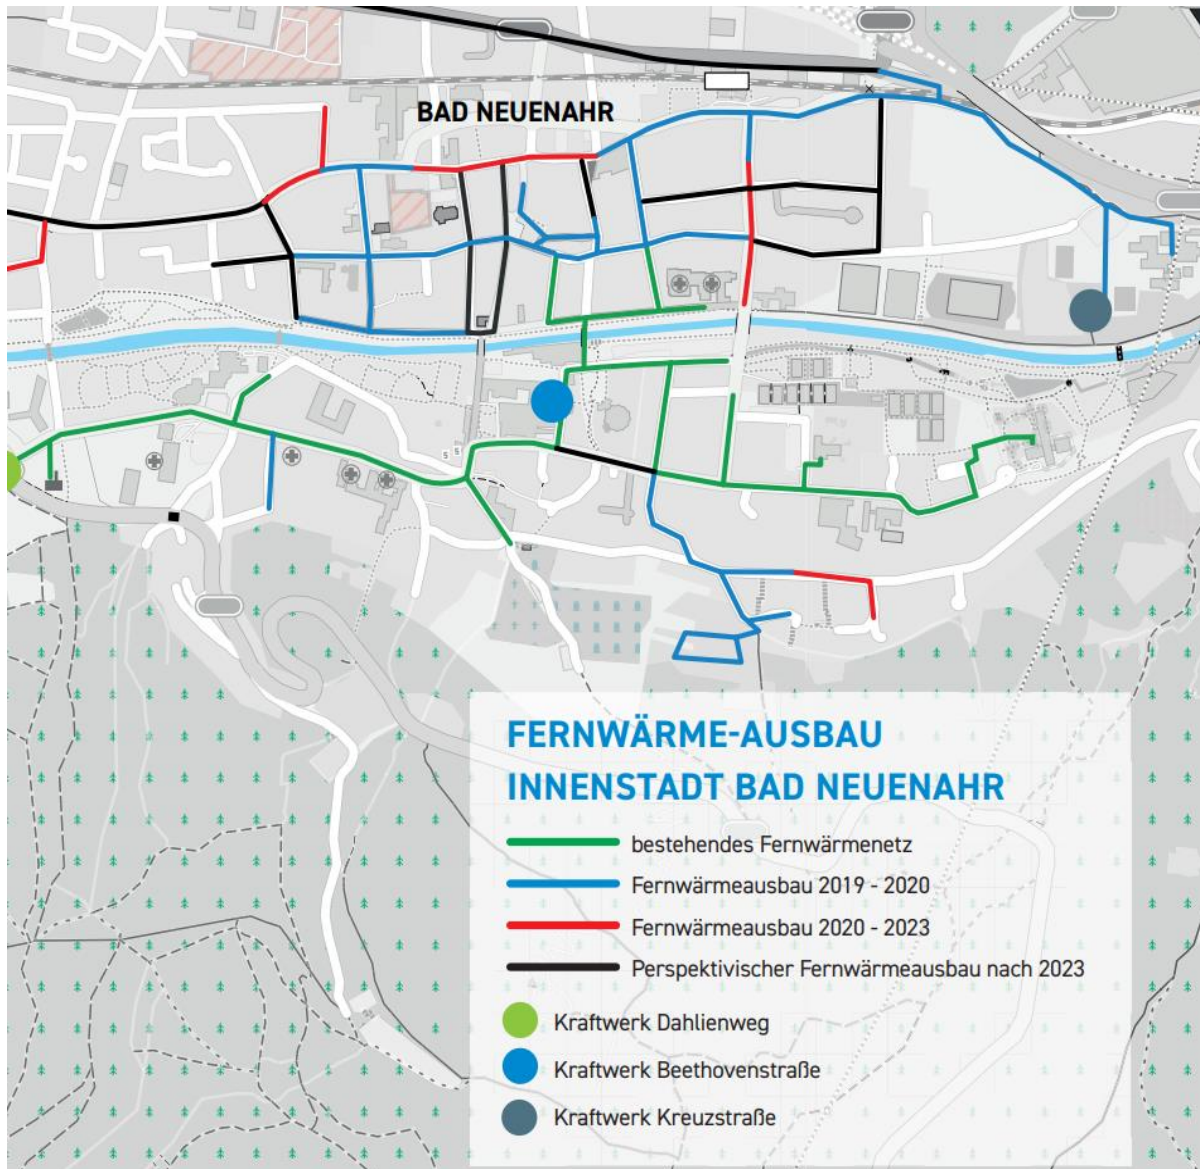 BAD NEUENAHR
FERNWÄRME-AUSBAU
INNENSTADT BAD NEUENAHR
bestehendes Fernwärmenetz
Fernwärmeausbau 2019 - 2020
Fernwärmeausbau 2020 - 2023
Perspektivischer Fernwärmeausbau nach 2023
Kraftwerk Dahlienweg
Kraftwerk Beethovenstraße
Kraftwerk Kreuzstraße